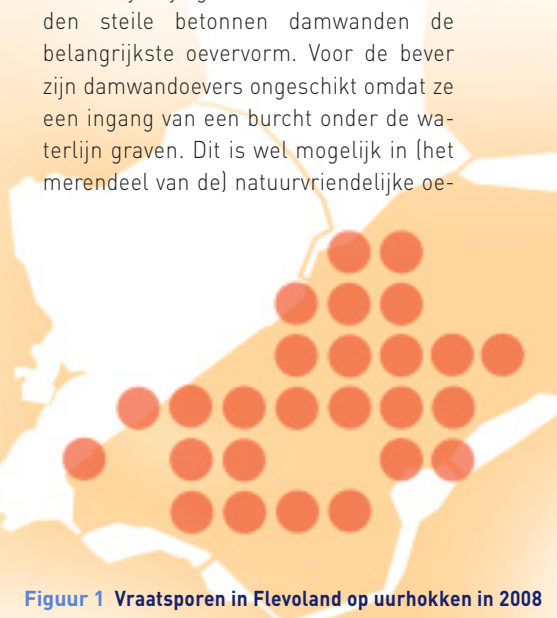 den steile betonnen damwanden de
belangrijkste oevervorm. Voor de bever
zijn damwandoevers ongeschikt omdat ze
een ingang van een burcht onder de wa-
terlijn graven. Dit is wel mogelijk in (het
merendeel van de) natuurvriendelijke oe-
Figuur 1 Vraatsporen in Flevoland op uurhokken in 2008